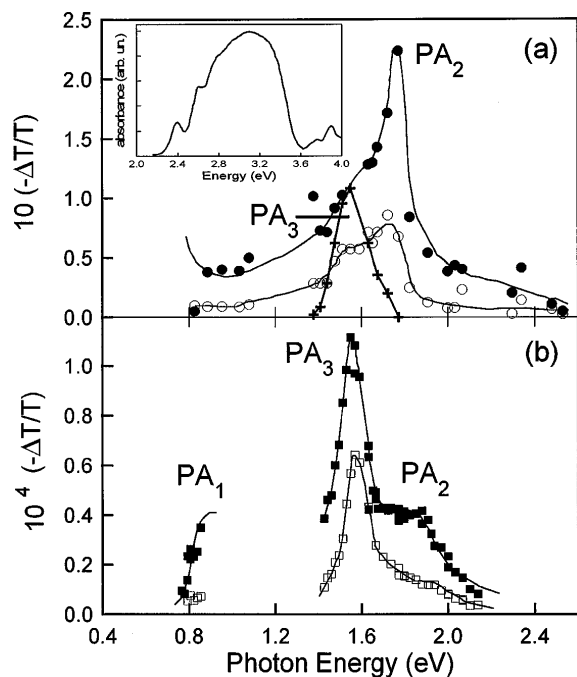 2.5
2.0
1.5
1.0
0.5
0.0
10 (-ΔT/T)
(a)
PA2
PA3
absorbance (arb. un.)
2.0 2.4 3.2 3.6 4.0
Energy (eV)
(b)
PA3
PA2
PA1
1.0
0.8
0.6
0.4
0.2
0.0
10 4 (-ΔT/T)
0.4 0.8 1.2 1.6 2.0 2.4
Photon Energy (eV)